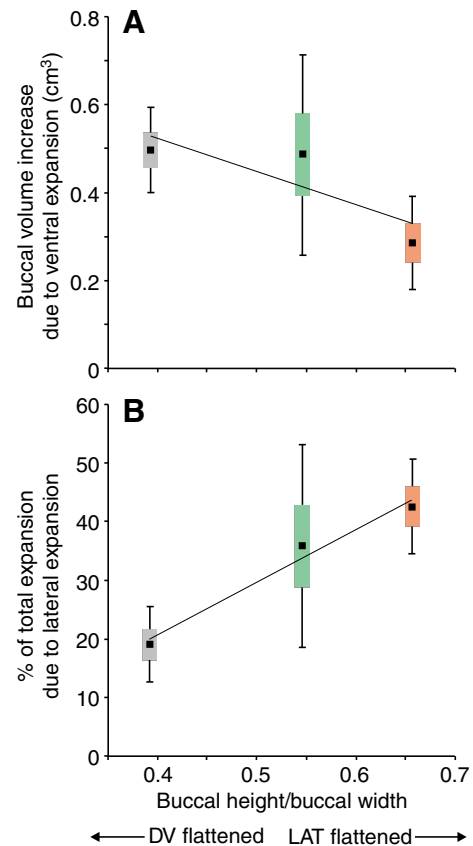 A
Buccal volume increase
due to ventral expansion (cm³)
0.8
0.6
0.4
0.2
0
B
% of total expansion
due to lateral expansion
60
50
40
30
20
10
0
0.4 0.5 0.6 0.7
Buccal height/buccal width
DV flattened LAT flattened